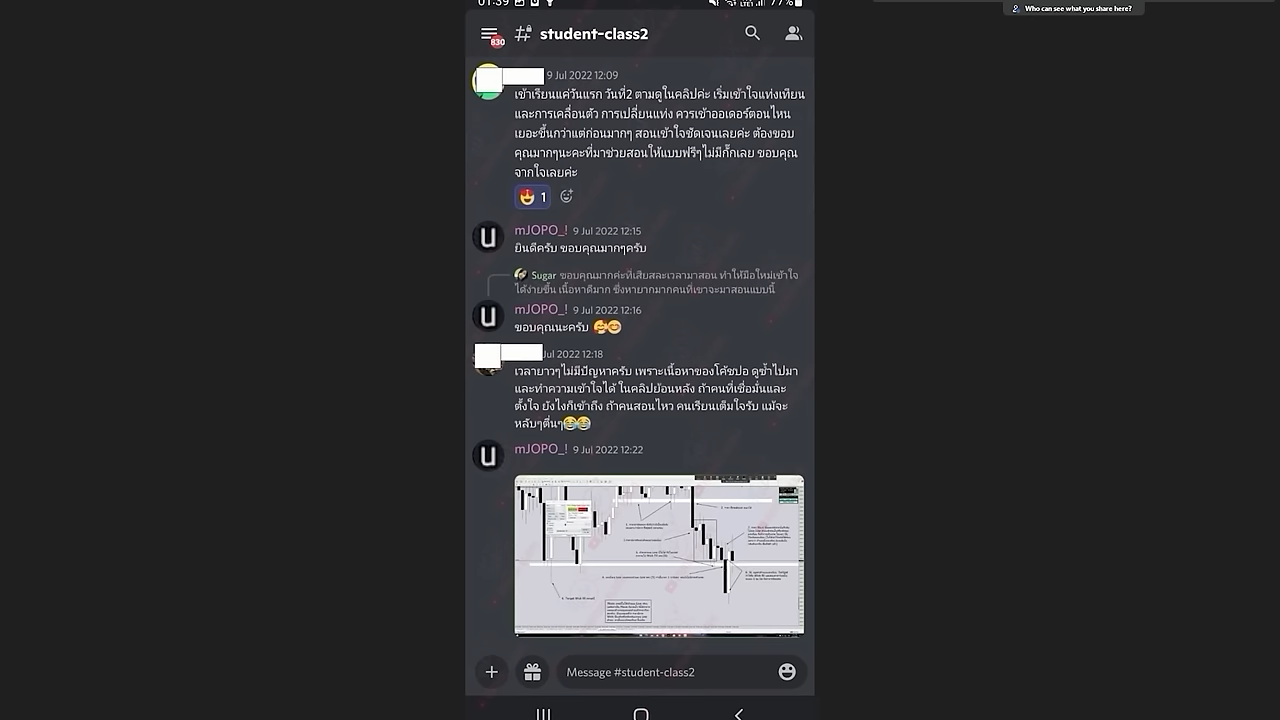 01:39
77%
Who can see what you share here?
830
student-class2
9 Jul 2022 12:09
เข้าเรียนแค่วันแรก วันที่2 ตามดูในคลิปค่ะ เริ่มเข้าใจแท่งเทียน
และการเคลื่อนตัว การเปลี่ยนแท่ง ควรเข้าออเดอร์ตอนไหน
เยอะขึ้นกว่าแต่ก่อนมากๆ สอนเข้าใจชัดเจนเลยค่ะ ต้องขอบ
คุณมากๆนะคะที่มาช่วยสอนให้แบบฟรีๆไม่มีกั๊กเลย ขอบคุณ
จากใจเลยค่ะ
1
mJOPO_! 9 Jul 2022 12:15
ยินดีครับ ขอบคุณมากๆครับ
Sugar ขอบคุณมากค่ะที่เสียสละเวลามาสอน ทำให้มือใหม่เข้าใจ
ได้ง่ายขึ้น เนื้อหาดีมาก ซึ่งหายากมากคนที่เขาจะมาสอนแบบนี้
mJOPO_! 9 Jul 2022 12:16
ขอบคุณนะครับ 🥰😊
Jul 2022 12:18
เวลายาวๆไม่มีปัญหาครับ เพราะเนื้อหาของโค้ชปอ ดูซ้ำไปมา
และทำความเข้าใจได้ ในคลิปย้อนหลัง ถ้าคนที่เชื่อมั่นและ
ตั้งใจ ยังไงก็เข้าถึง ถ้าคนสอนไหว คนเรียนเต็มใจรับ แม้จะ
หลับๆตื่นๆ😂😂
mJOPO_! 9 Jul 2022 12:22
Message #student-class2